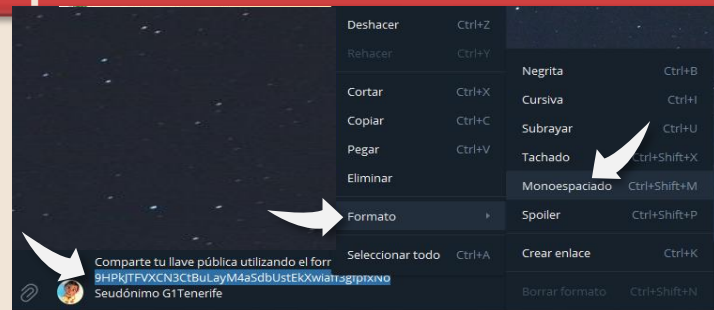 Deshacer Ctrl+Z
Rehacer Ctrl+Y
Cortar Ctrl+X
Copiar Ctrl+C
Pegar Ctrl+V
Eliminar
Formato
Seleccionar todo Ctrl+A
Negrita Ctrl+B
Cursiva Ctrl+I
Subrayar Ctrl+U
Tachado Ctrl+Shift+X
Monoespaciado Ctrl+Shift+M
Spoiler Ctrl+Shift+P
Crear enlace Ctrl+K
Borrar formato Ctrl+Shift+N
Comparte tu llave pública utilizando el
Seudónimo G1Tenerife